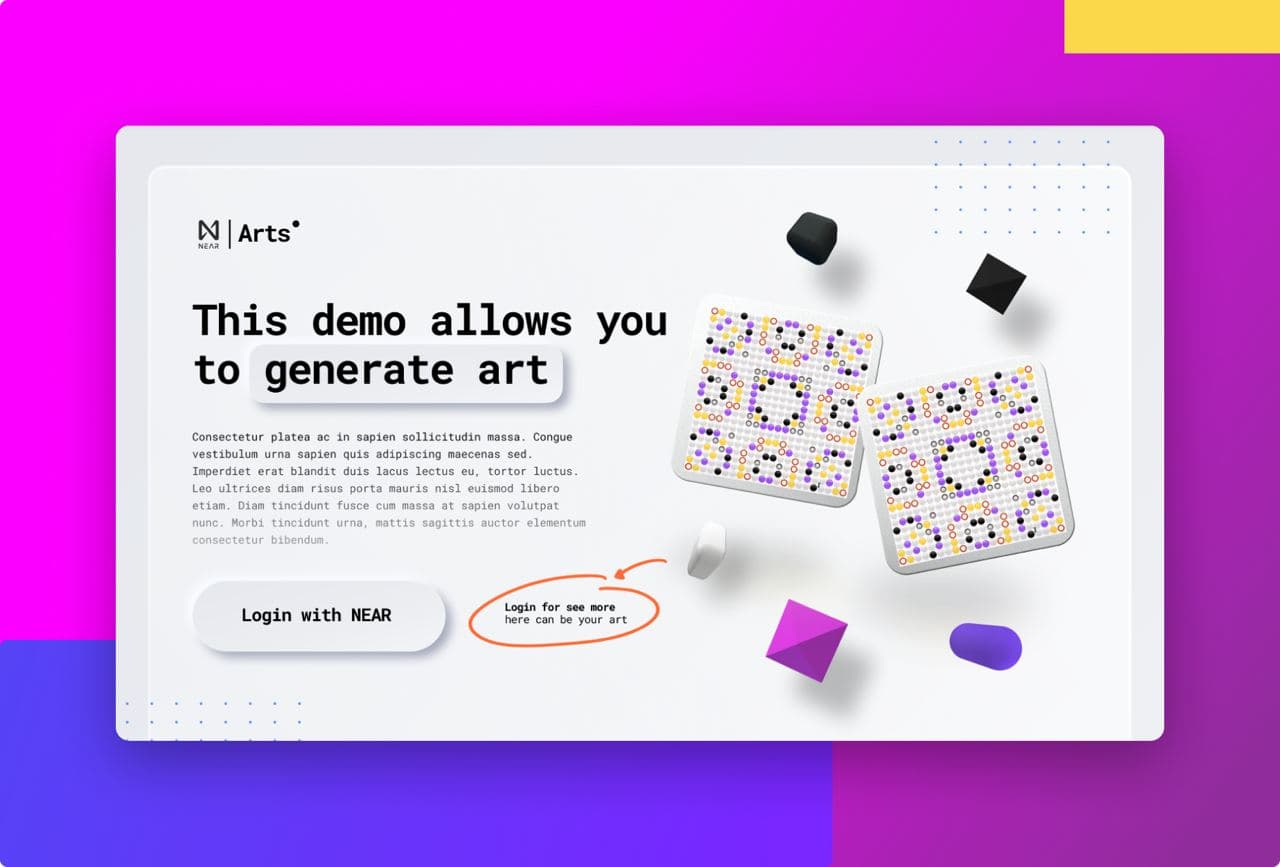 NEAR
Arts
This demo allows you
to generate art
Consectetur platea ac in sapien sollicitudin massa. Congue
vestibulum urna sapien quis adipiscing maecenas sed.
Imperdiet erat blandit duis lacus lectus eu, tortor luctus.
Leo ultrices diam risus porta mauris nisl euismod libero
etiam. Diam tincidunt fusce cum massa at sapien volutpat
nunc. Morbi tincidunt urna, mattis sagittis auctor elementum
consectetur bibendum.
Login with NEAR
Login for see more
here can be your art